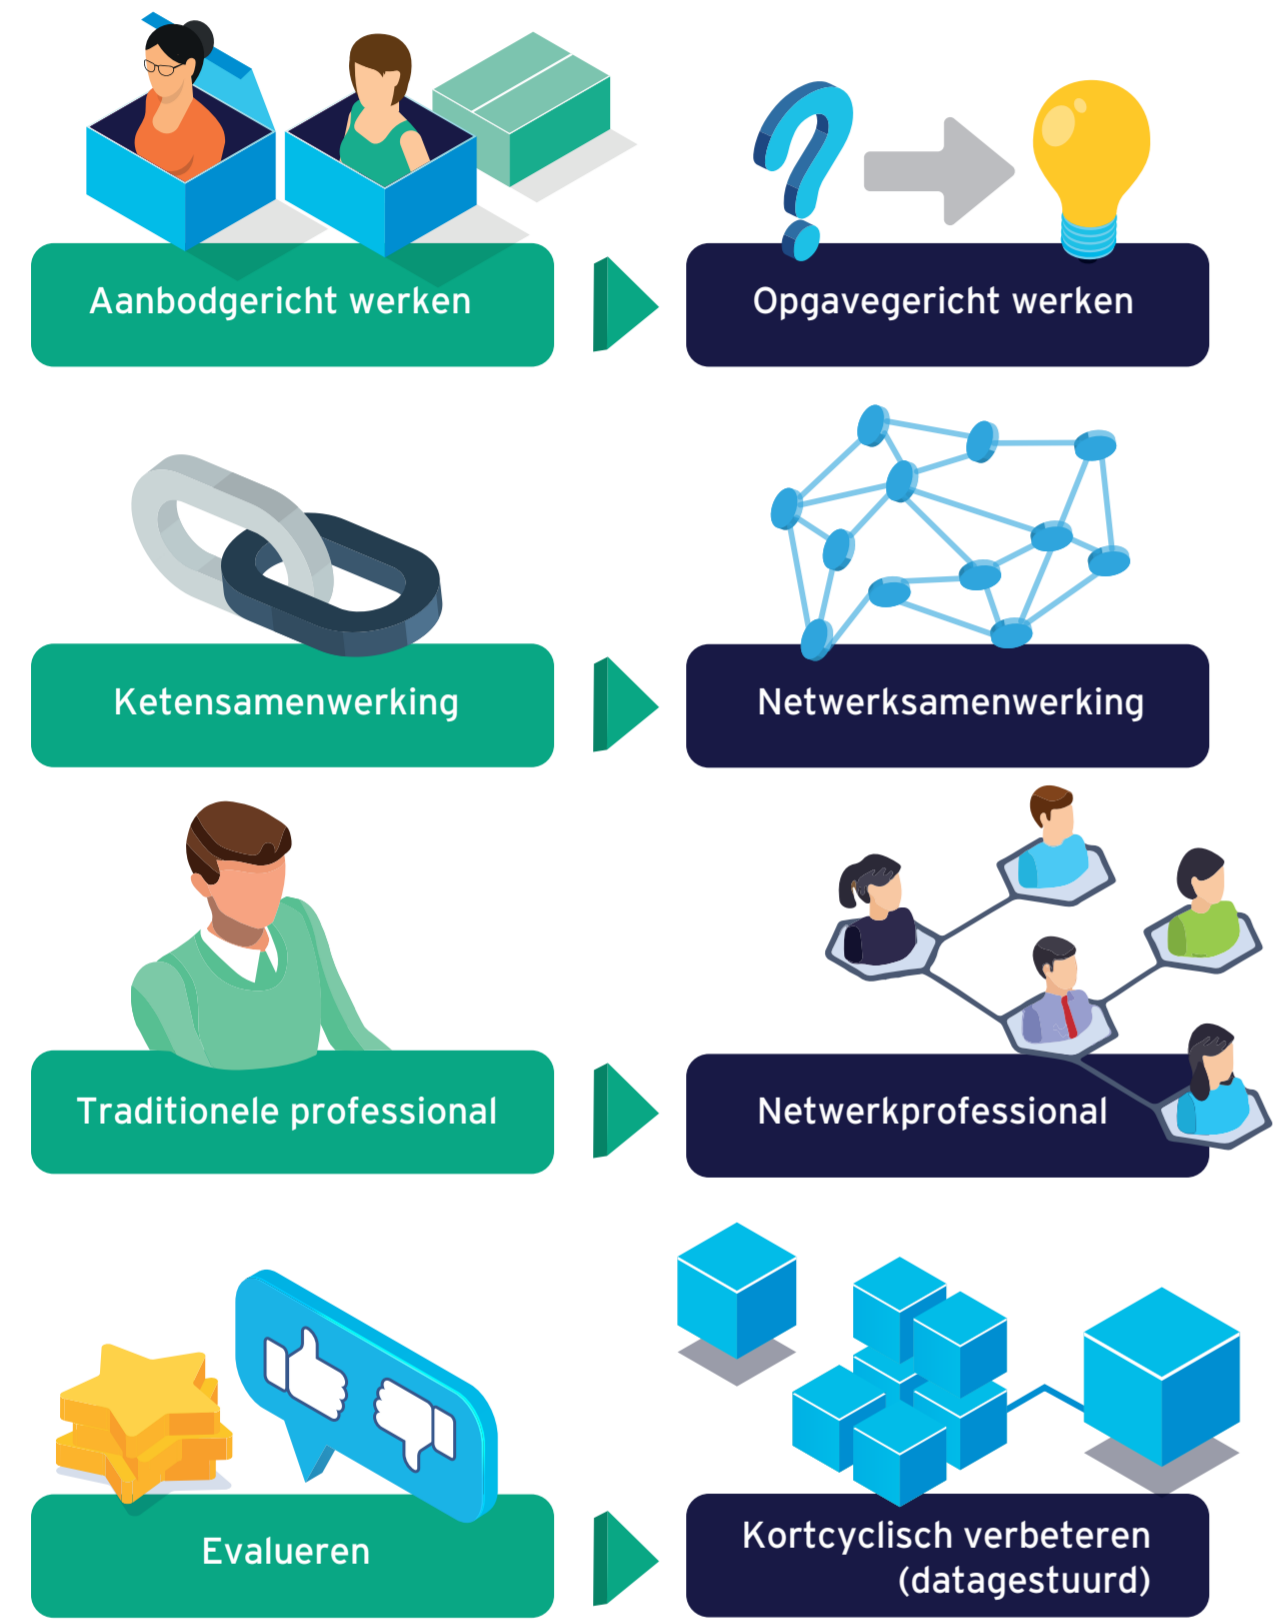 Aanbodgericht werken
Opgavegericht werken
Ketensamenwerking
Netwerksamenwerking
Traditionele professional
Netwerkprofessional
Evalueren
Kortcyclisch verbeteren
(datagestuurd)